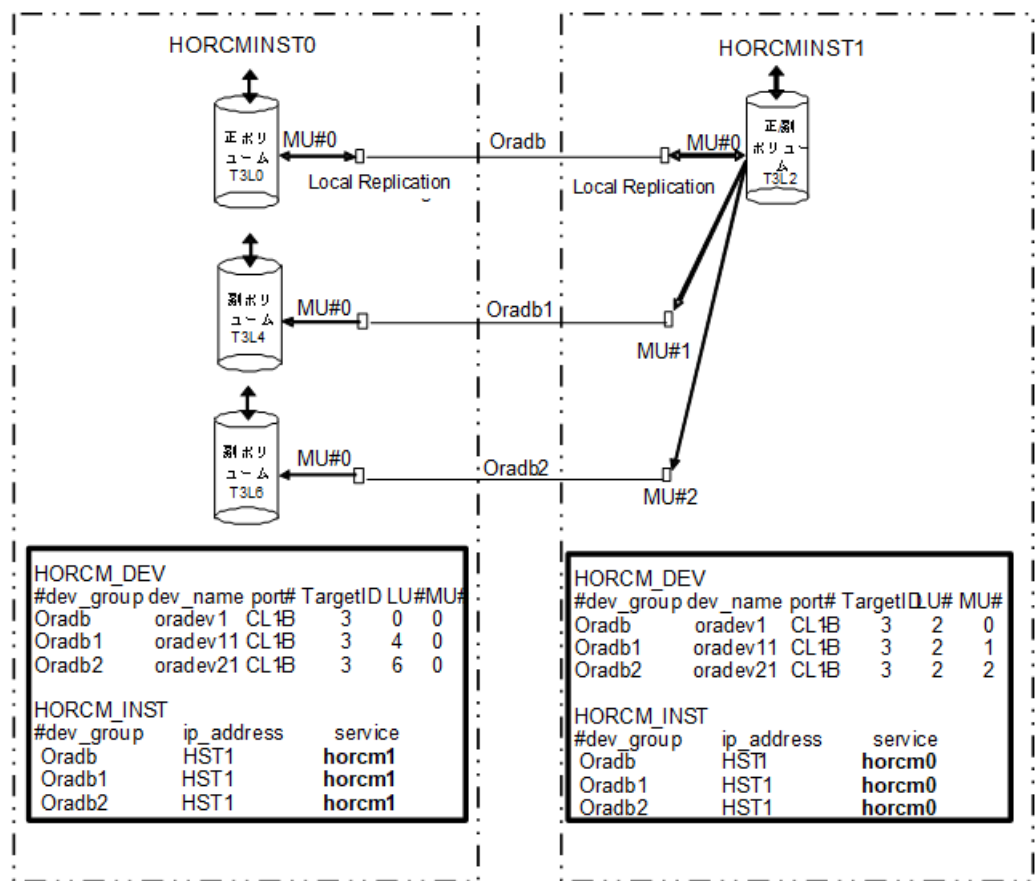 HORCMINST0
HORCMINST1
正ボリ
ューム
T3L0
MU#0
Oradb
MU#0
正副
ボリュー
ム
T3L2
Local Replication
Local Replication
副ボリ
ューム
T3L4
MU#0
Oradb1
MU#1
副ボリ
ューム
T3L6
MU#0
Oradb2
MU#2
HORCM_DEV
#dev_group dev_name port# TargetID LU# MU#
Oradb oradev1 CL1-B 3 0 0
Oradb1 oradev11 CL1-B 3 4 0
Oradb2 oradev21 CL1-B 3 6 0
HORCM_INST
#dev_group ip_address service
Oradb HST1 horcm1
Oradb1 HST1 horcm1
Oradb2 HST1 horcm1
HORCM_DEV
#dev_group dev_name port# TargetID LU# MU#
Oradb oradev1 CL1-B 3 2 0
Oradb1 oradev11 CL1-B 3 2 1
Oradb2 oradev21 CL1-B 3 2 2
HORCM_INST
#dev_group ip_address service
Oradb HST1 horcm0
Oradb1 HST1 horcm0
Oradb2 HST1 horcm0